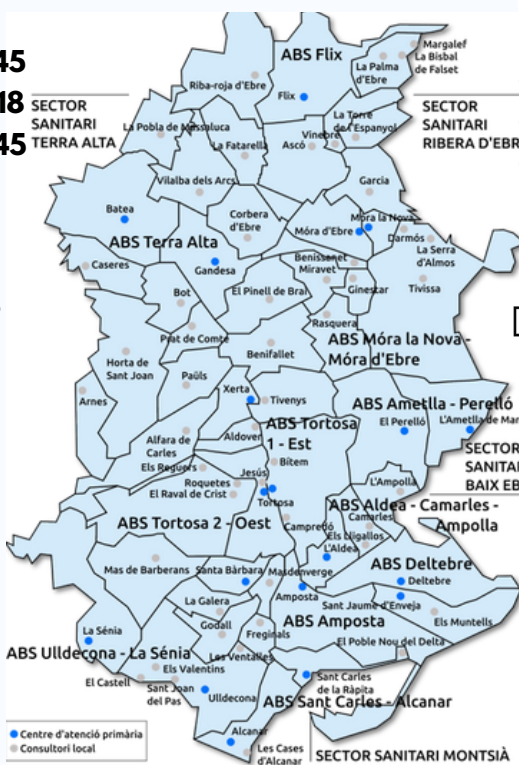 45
18
45
ABS Flix
Margalef
La Bisbal
de Falset
La Palma
d'Ebre
Riba-roja d'Ebre
Flix
SECTOR
SANITARI
TERRA ALTA
SECTOR
SANITARI
RIBERA D'EBR
La Pobla de Massaluca
La Torre
de l'Espanyol
Vinebre
Ascó
La Fatarella
Vilalba dels Arcs
Garcia
Batea
Corbera
d'Ebre
Móra la Nova
Móra d'Ebre
Darmós
La Serra
d'Almos
ABS Terra Alta
Caseres
Gandesa
Benissanet
Miravet
Ginestar
Tivissa
Bot
El Pinell de Brai
Rasquera
Prat de Comte
ABS Móra la Nova -
Móra d'Ebre
Benifallet
Horta de
Sant Joan
Paüls
Arnes
Xerta
Tivenys
ABS Ametlla - Perelló
El Perelló
L'Ametlla de Mar
ABS Tortosa
1 - Est
Aldover
Alfara de
Carles
Bítem
SECTOR
SANITAR
BAIX EB
Els Reguers
Jesús
Roquetes
El Raval de Crist
Tortosa
L'Ampolla
ABS Aldea - Camarles -
Ampolla
Camarles
ABS Tortosa 2 - Oest
Campredó
Els Lligallos
L'Aldea
ABS Deltebre
Deltebre
Mas de Barberans
Santa Bàrbara
Masdenverge
Amposta
Sant Jaume d'Enveja
Els Muntells
La Galera
Godall
Freginals
ABS Amposta
La Sénia
El Poble Nou del Delta
ABS Ulldecona - La Sénia
Les Ventalles
Els Valentins
El Castell
Sant Joan
del Pas
Ulldecona
Sant Carles
de la Ràpita
ABS Sant Carles - Alcanar
Alcanar
Les Cases
d'Alcanar
Centre d'atenció primària
Consultori local
SECTOR SANITARI MONTSIÀ